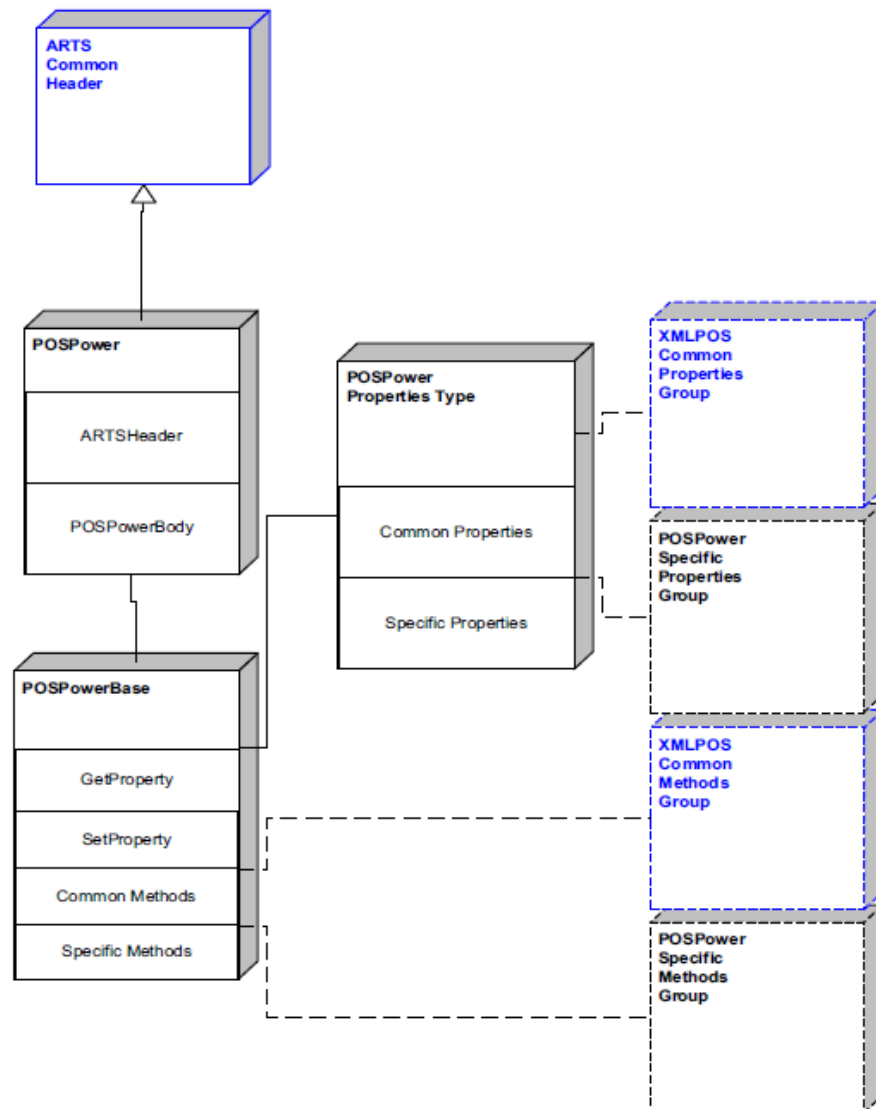 ARTS
Common
Header
POSPower
ARTSHeader
POSPowerBody
POSPower
Properties Type
Common Properties
Specific Properties
XMLPOS
Common
Properties
Group
POSPower
Specific
Properties
Group
POSPowerBase
GetProperty
SetProperty
Common Methods
Specific Methods
XMLPOS
Common
Methods
Group
POSPower
Specific
Methods
Group